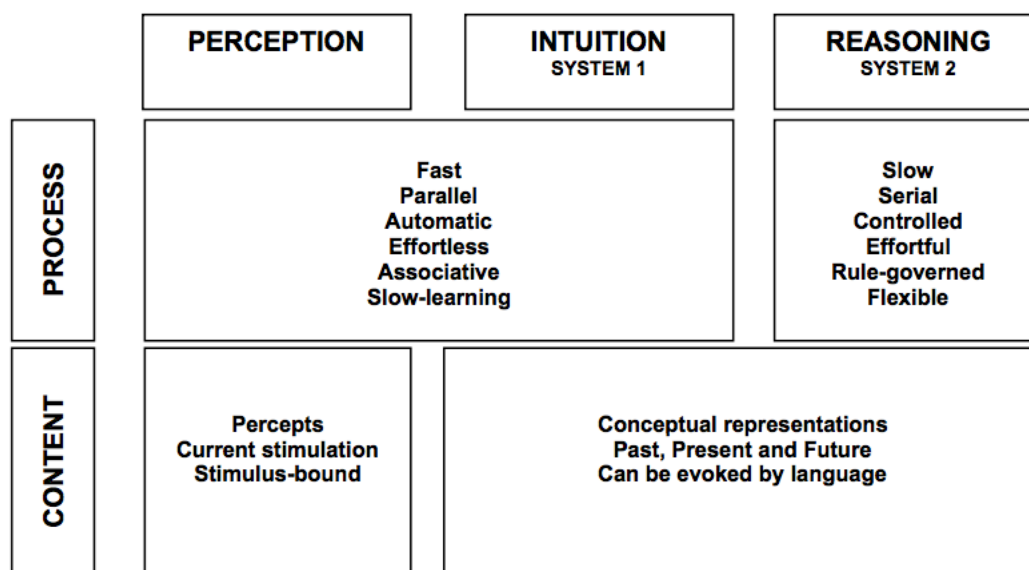 PERCEPTION
INTUITION
SYSTEM 1
REASONING
SYSTEM 2
PROCESS
Fast
Parallel
Automatic
Effortless
Associative
Slow-learning
Slow
Serial
Controlled
Effortful
Rule-governed
Flexible
CONTENT
Percepts
Current stimulation
Stimulus-bound
Conceptual representations
Past, Present and Future
Can be evoked by language